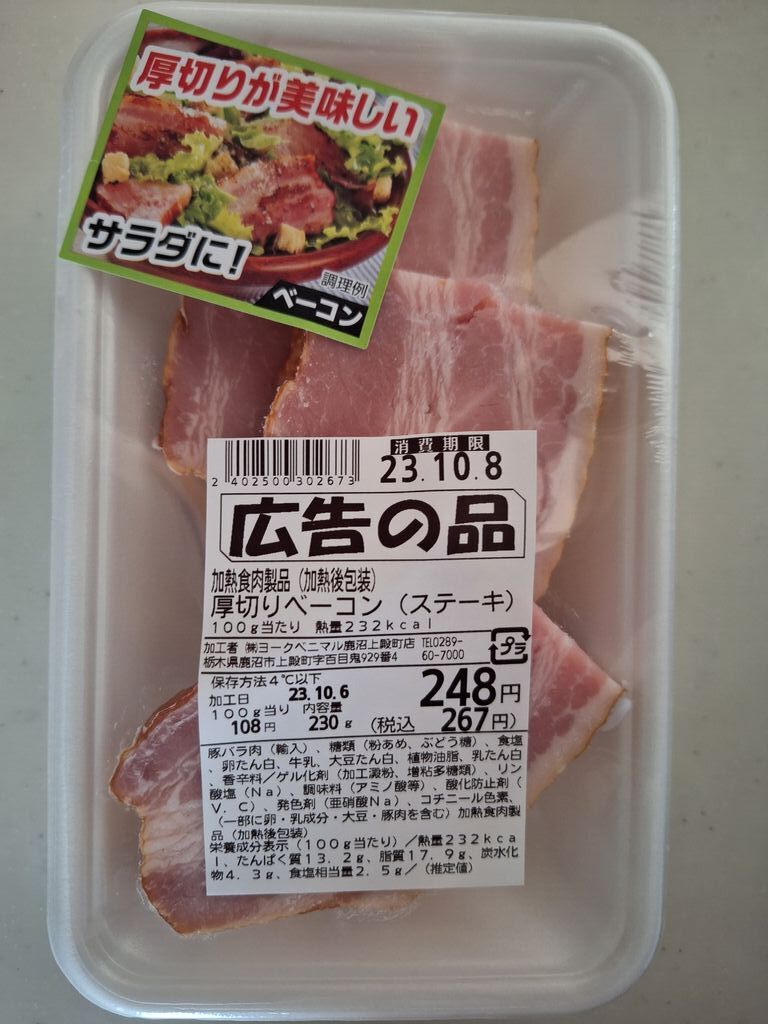 厚切りが美味しい
サラダに!
調理例
ベーコン
2 402500 302673
消費期限
23.10.8
広告の品
加熱食肉製品(加熱後包装)
厚切りベーコン(ステーキ)
100g当たり 熱量232kcal
加工者 ㈱ヨークベニマル鹿沼上殿町店 TEL0289-
栃木県鹿沼市上殿町字百目鬼929番4 60-7000
プラ
保存方法4℃以下
加工日 23.10.6
248円
100g当り 内容量
108円 230g (税込 267円)
豚バラ肉(輸入)、糖類(粉あめ、ぶどう糖)、食塩
、卵たん白、牛乳、大豆たん白、植物油脂、乳たん白
、香辛料/ゲル化剤(加工澱粉、増粘多糖類)、リン
酸塩(Na)、調味料(アミノ酸等)、酸化防止剤(
V.C)、発色剤(亜硝酸Na)、コチニール色素、
(一部に卵・乳成分・大豆・豚肉を含む)加熱食肉製
品(加熱後包装)
栄養成分表示(100g当たり)/熱量232kca
l、たんぱく質13.2g、脂質17.9g、炭水化
物4.3g、食塩相当量2.5g/(推定値)